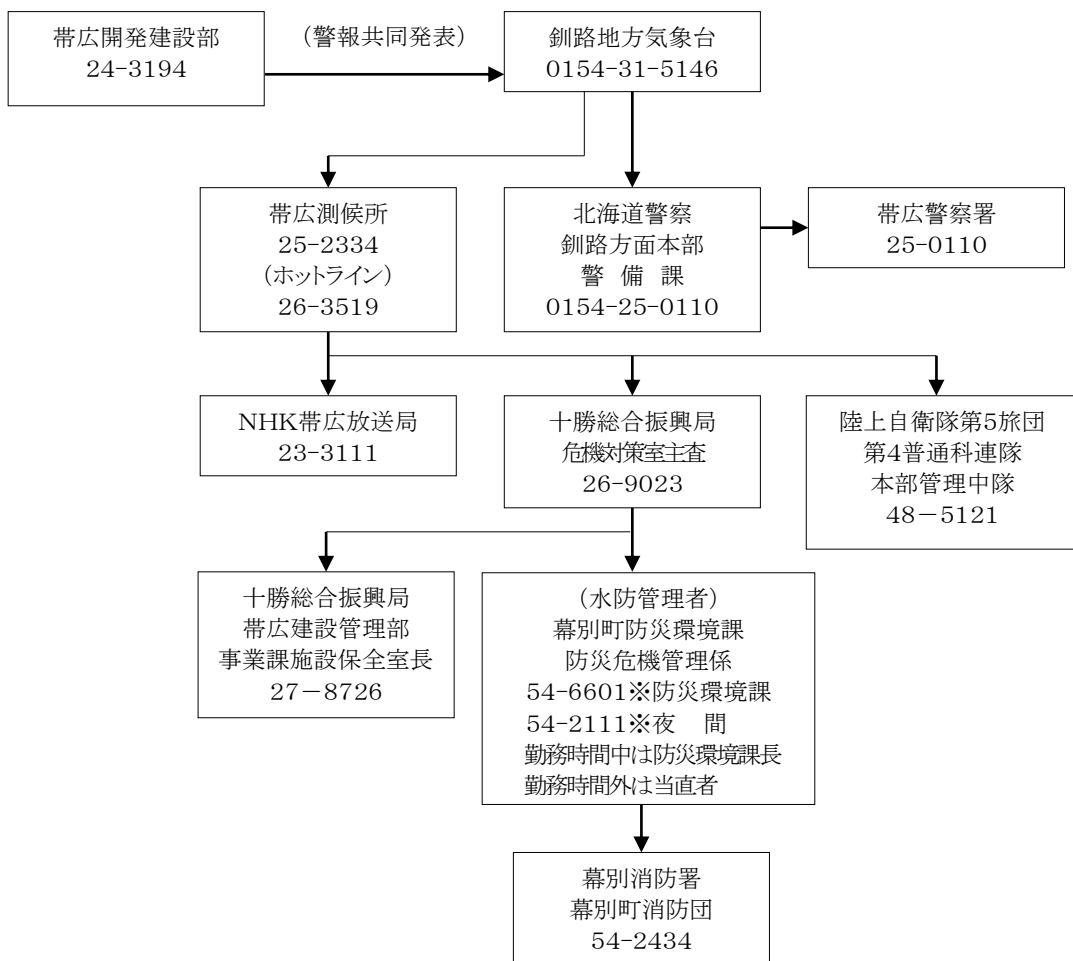 帯広開発建設部
24-3194
（警報共同発表）
釧路地方気象台
0154-31-5146
帯広測候所
25-2334
（ホットライン）
26-3519
北海道警察
釧路方面本部
警　備　課
0154-25-0110
帯広警察署
25-0110
NHK帯広放送局
23-3111
十勝総合振興局
危機対策室主査
26-9023
陸上自衛隊第5旅団
第4普通科連隊
本部管理中隊
48－5121
十勝総合振興局
帯広建設管理部
事業課施設保全室長
27－8726
（水防管理者）
幕別町防災環境課
防災危機管理係
54-6601※防災環境課
54-2111※夜　間
勤務時間中は防災環境課長
勤務時間外は当直者
幕別消防署
幕別町消防団
54-2434